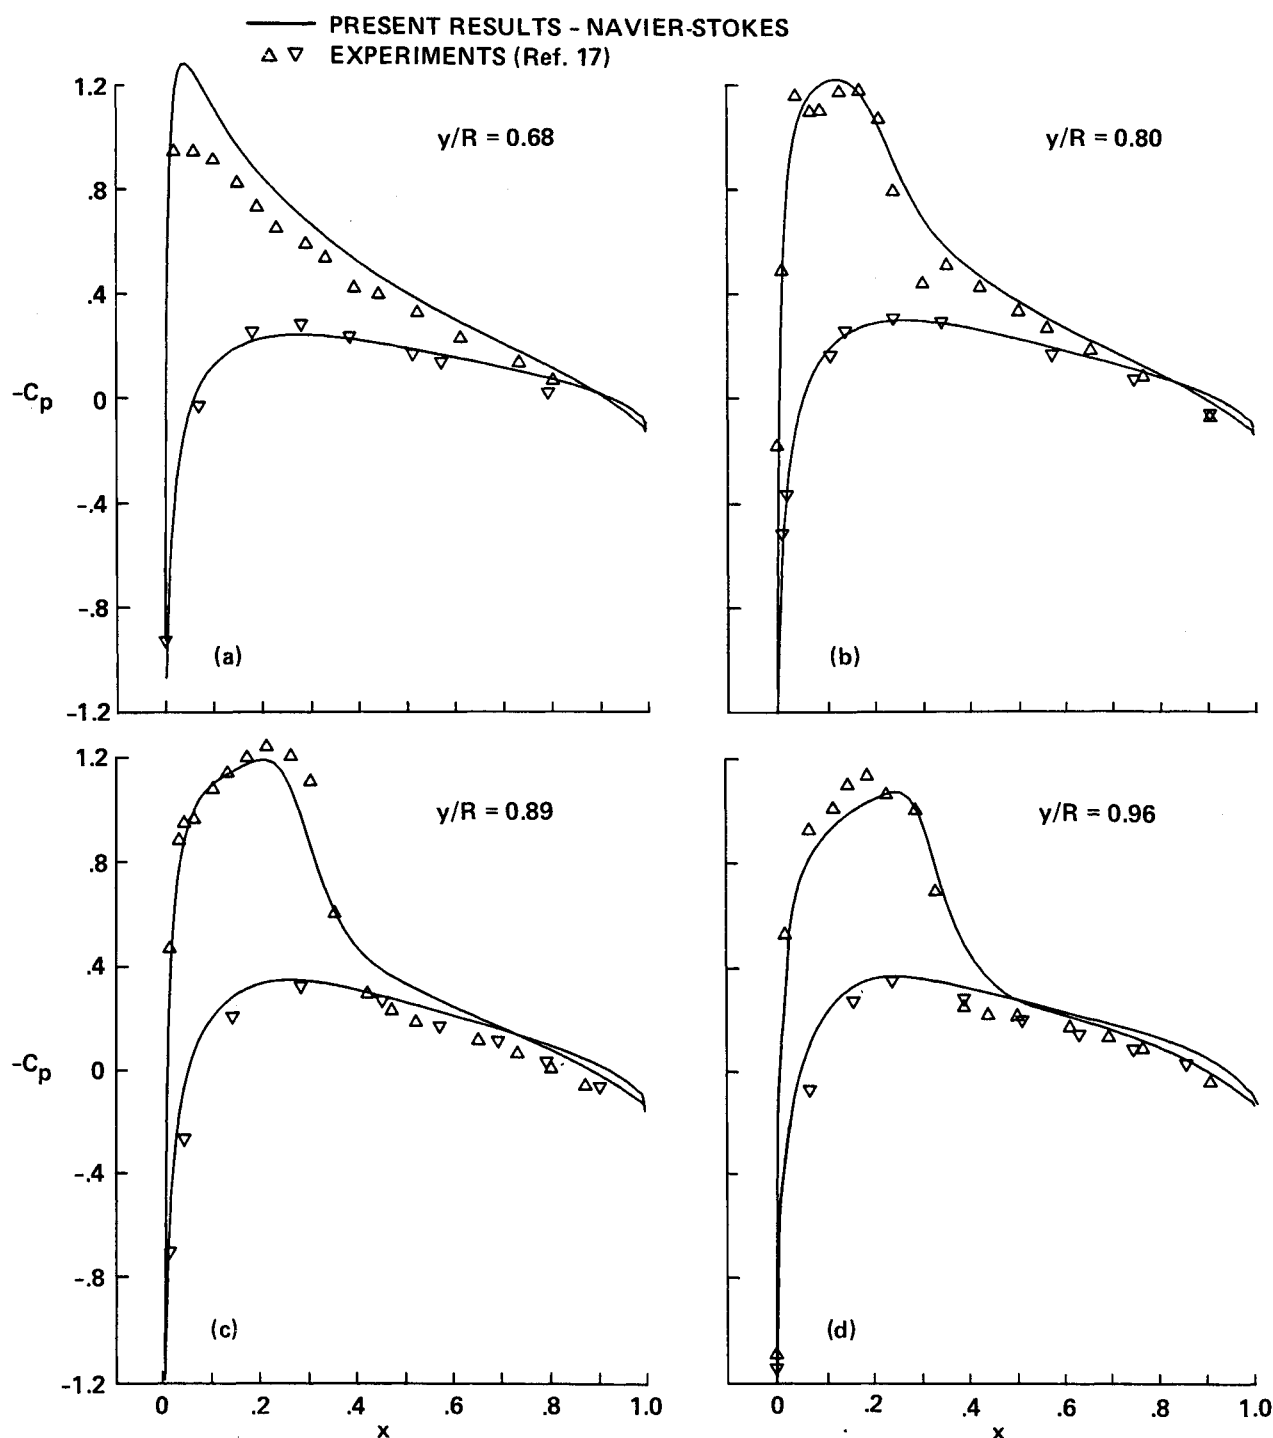 PRESENT RESULTS - NAVIER-STOKES
EXPERIMENTS (Ref. 17)
1.2
.8
.4
0
-.4
-.8
-1.2
-Cp
y/R = 0.68
(a)
y/R = 0.80
(b)
1.2
.8
.4
0
-.4
-.8
-1.2
-Cp
y/R = 0.89
(c)
0 .2 .4 .6 .8 1.0
x
y/R = 0.96
(d)
0 .2 .4 .6 .8 1.0
x